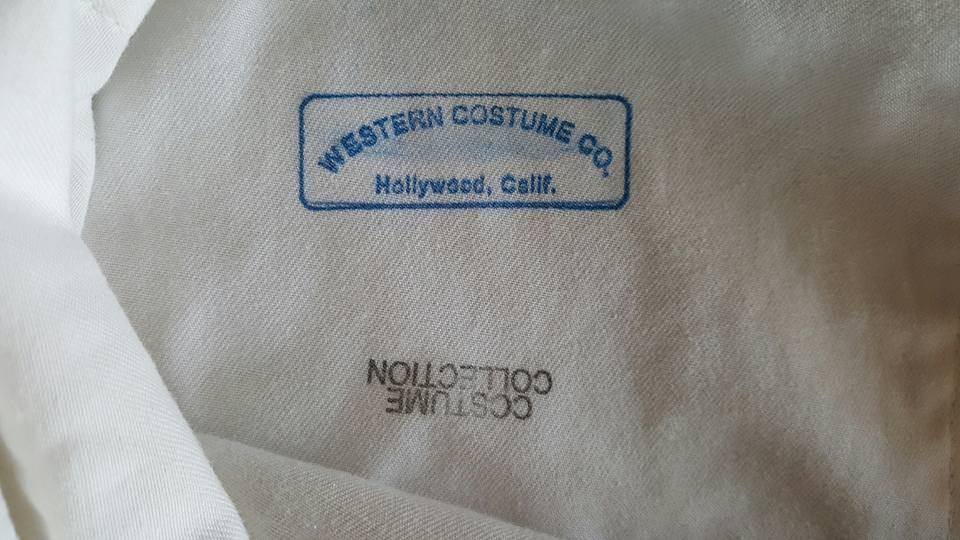 WESTERN COSTUME CO.
Hollywood, Calif.
COSTUME
COLLECTION